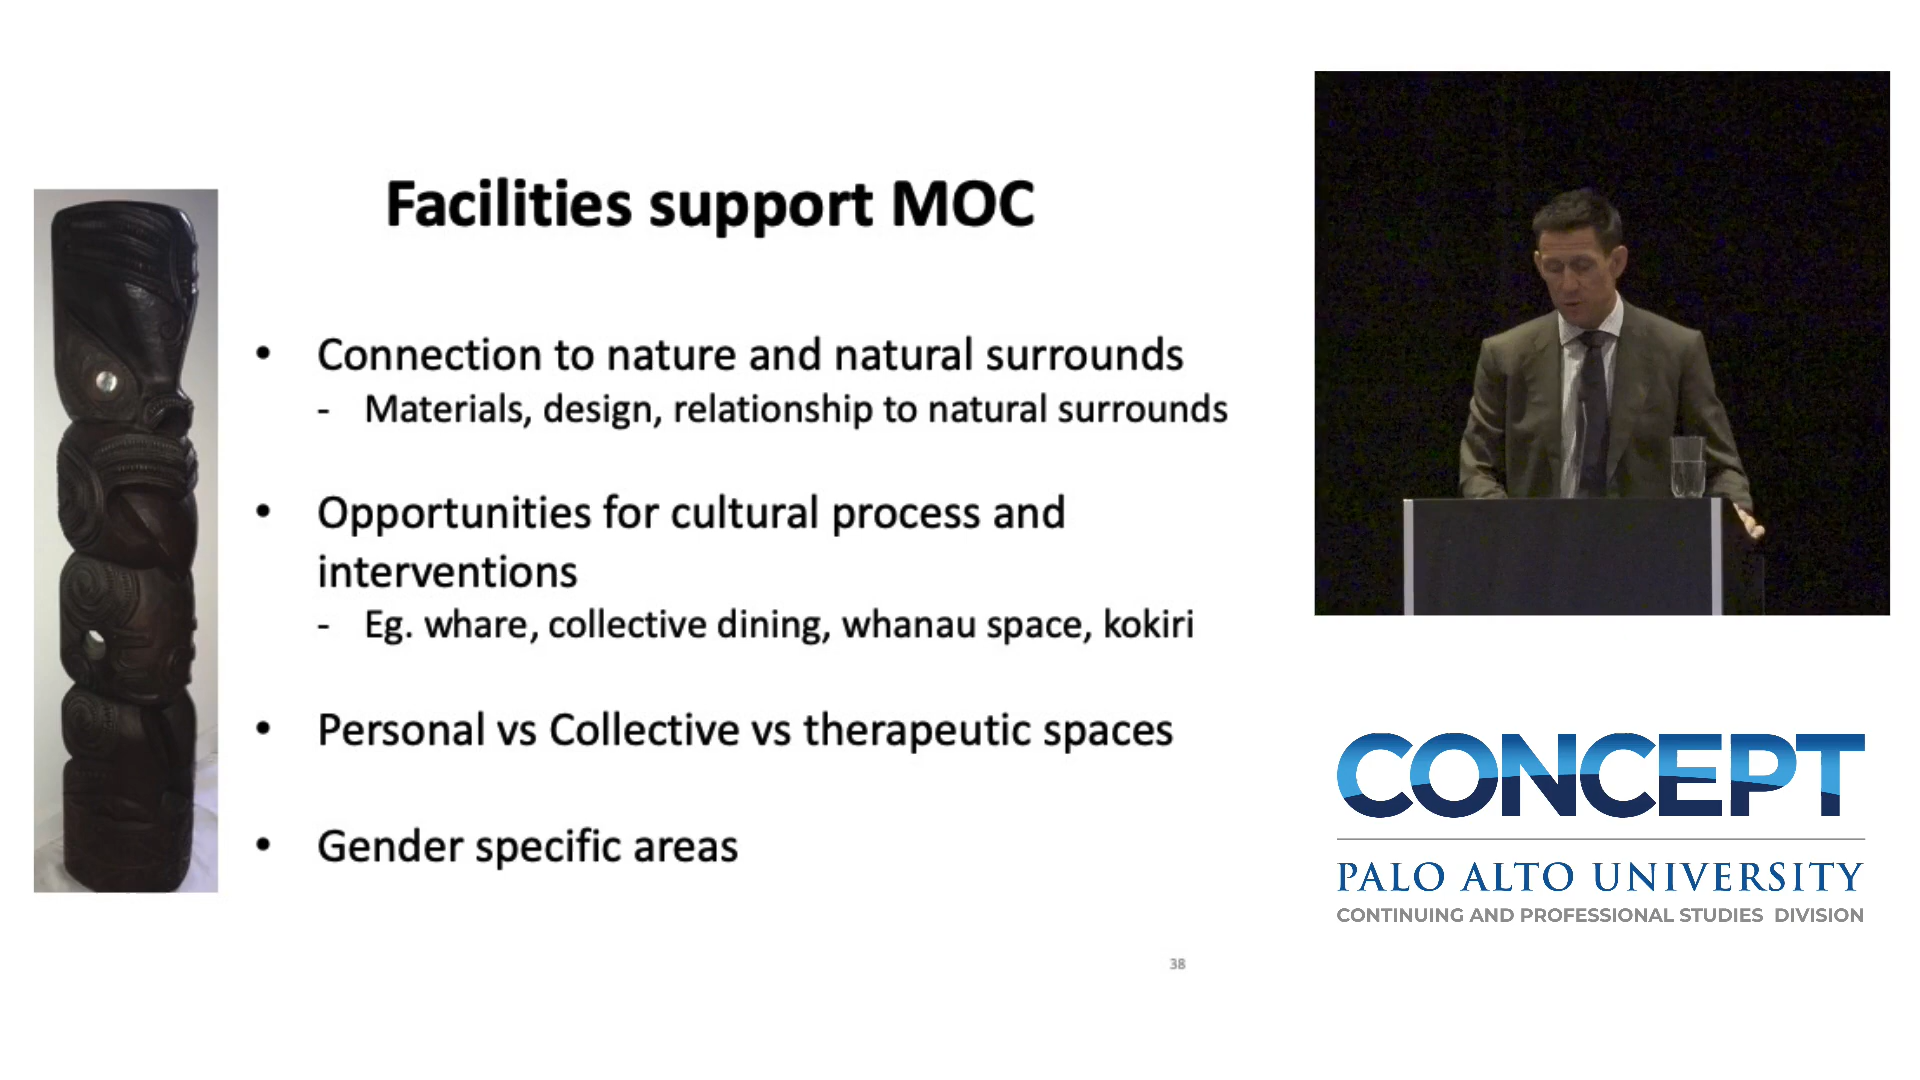 Facilities support MOC
• Connection to nature and natural surrounds
- Materials, design, relationship to natural surrounds
• Opportunities for cultural process and
interventions
- Eg. whare, collective dining, whanau space, kokiri
• Personal vs Collective vs therapeutic spaces
• Gender specific areas
38
CONCEPT
PALO ALTO UNIVERSITY
CONTINUING AND PROFESSIONAL STUDIES DIVISION